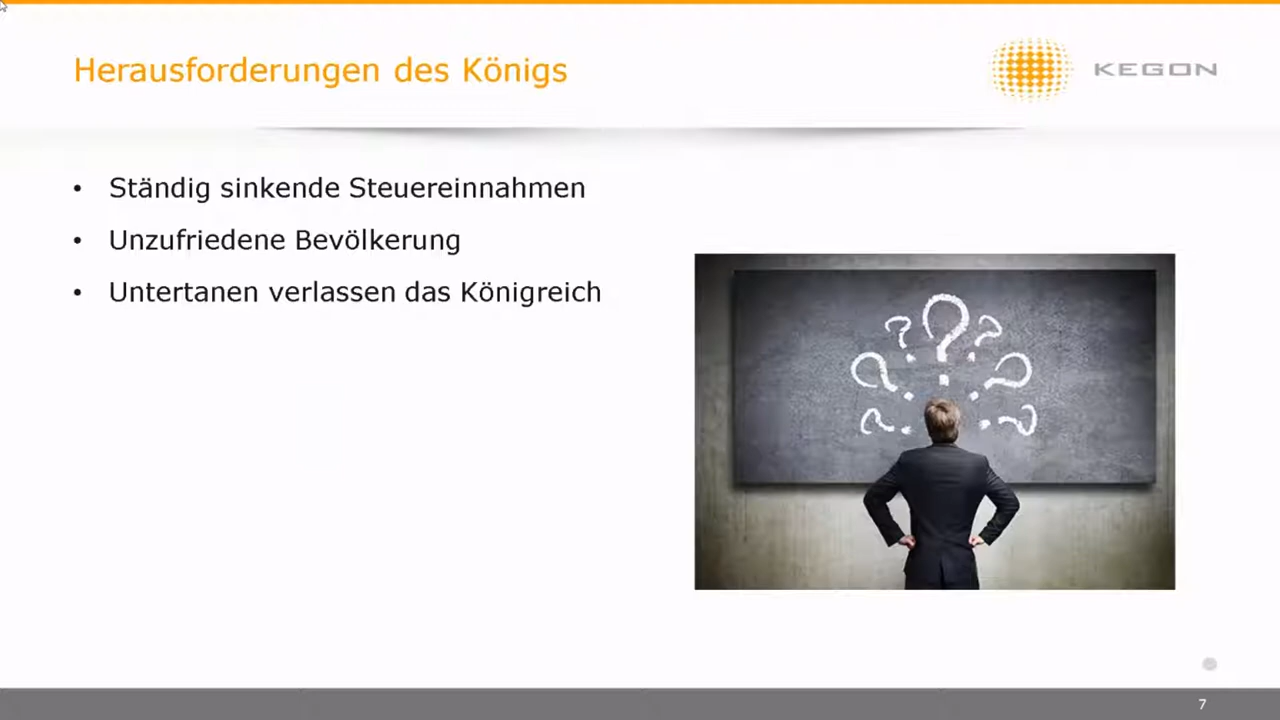 Herausforderungen des Königs
KEGON
• Ständig sinkende Steuereinnahmen
• Unzufriedene Bevölkerung
• Untertanen verlassen das Königreich
? ? ? ? ? ? ?
7